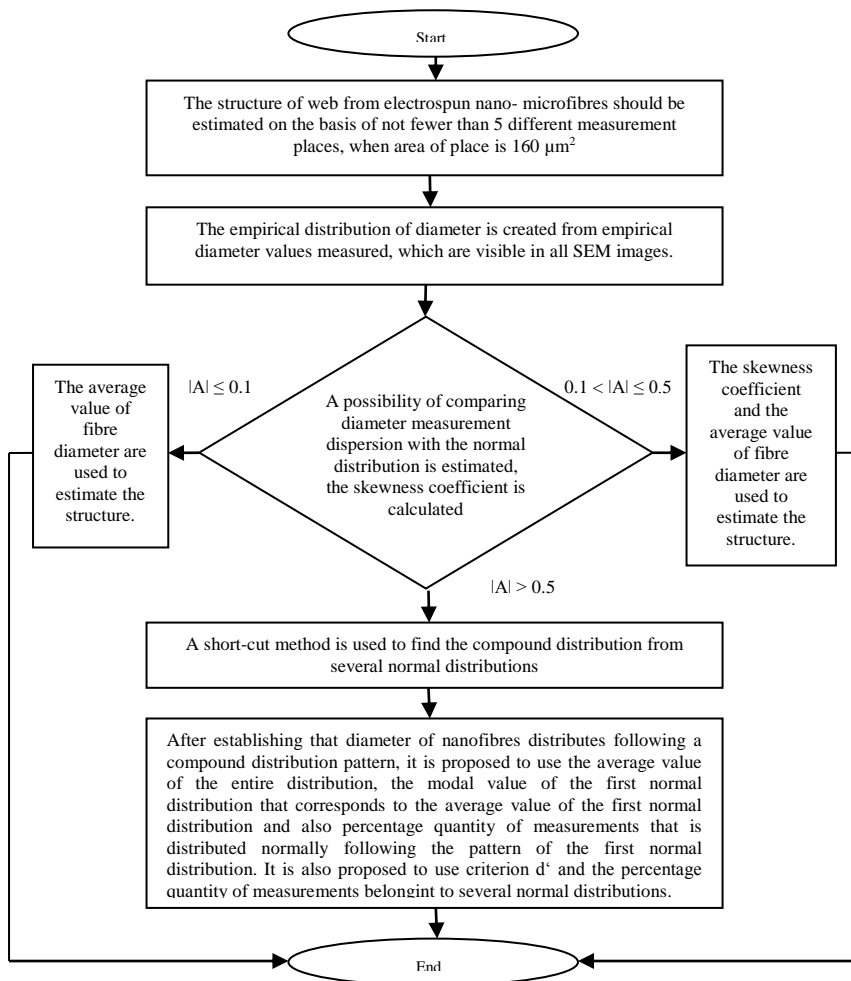 Start
The structure of web from electrospun nano- microfibres should be
estimated on the basis of not fewer than 5 different measurement
places, when area of place is 160 µm²
The empirical distribution of diameter is created from empirical
diameter values measured, which are visible in all SEM images.
|A| ≤ 0.1
0.1 < |A| ≤ 0.5
The average
value of
fibre
diameter are
used to
estimate the
structure.
A possibility of comparing
diameter measurement
dispersion with the normal
distribution is estimated,
the skewness coefficient is
calculated
The skewness
coefficient
and the
average value
of fibre
diameter are
used to
estimate the
structure.
|A| > 0.5
A short-cut method is used to find the compound distribution from
several normal distributions
After establishing that diameter of nanofibres distributes following a
compound distribution pattern, it is proposed to use the average value
of the entire distribution, the modal value of the first normal
distribution that corresponds to the average value of the first normal
distribution and also percentage quantity of measurements that is
distributed normally following the pattern of the first normal
distribution. It is also proposed to use criterion d‘ and the percentage
quantity of measurements belongint to several normal distributions.
End